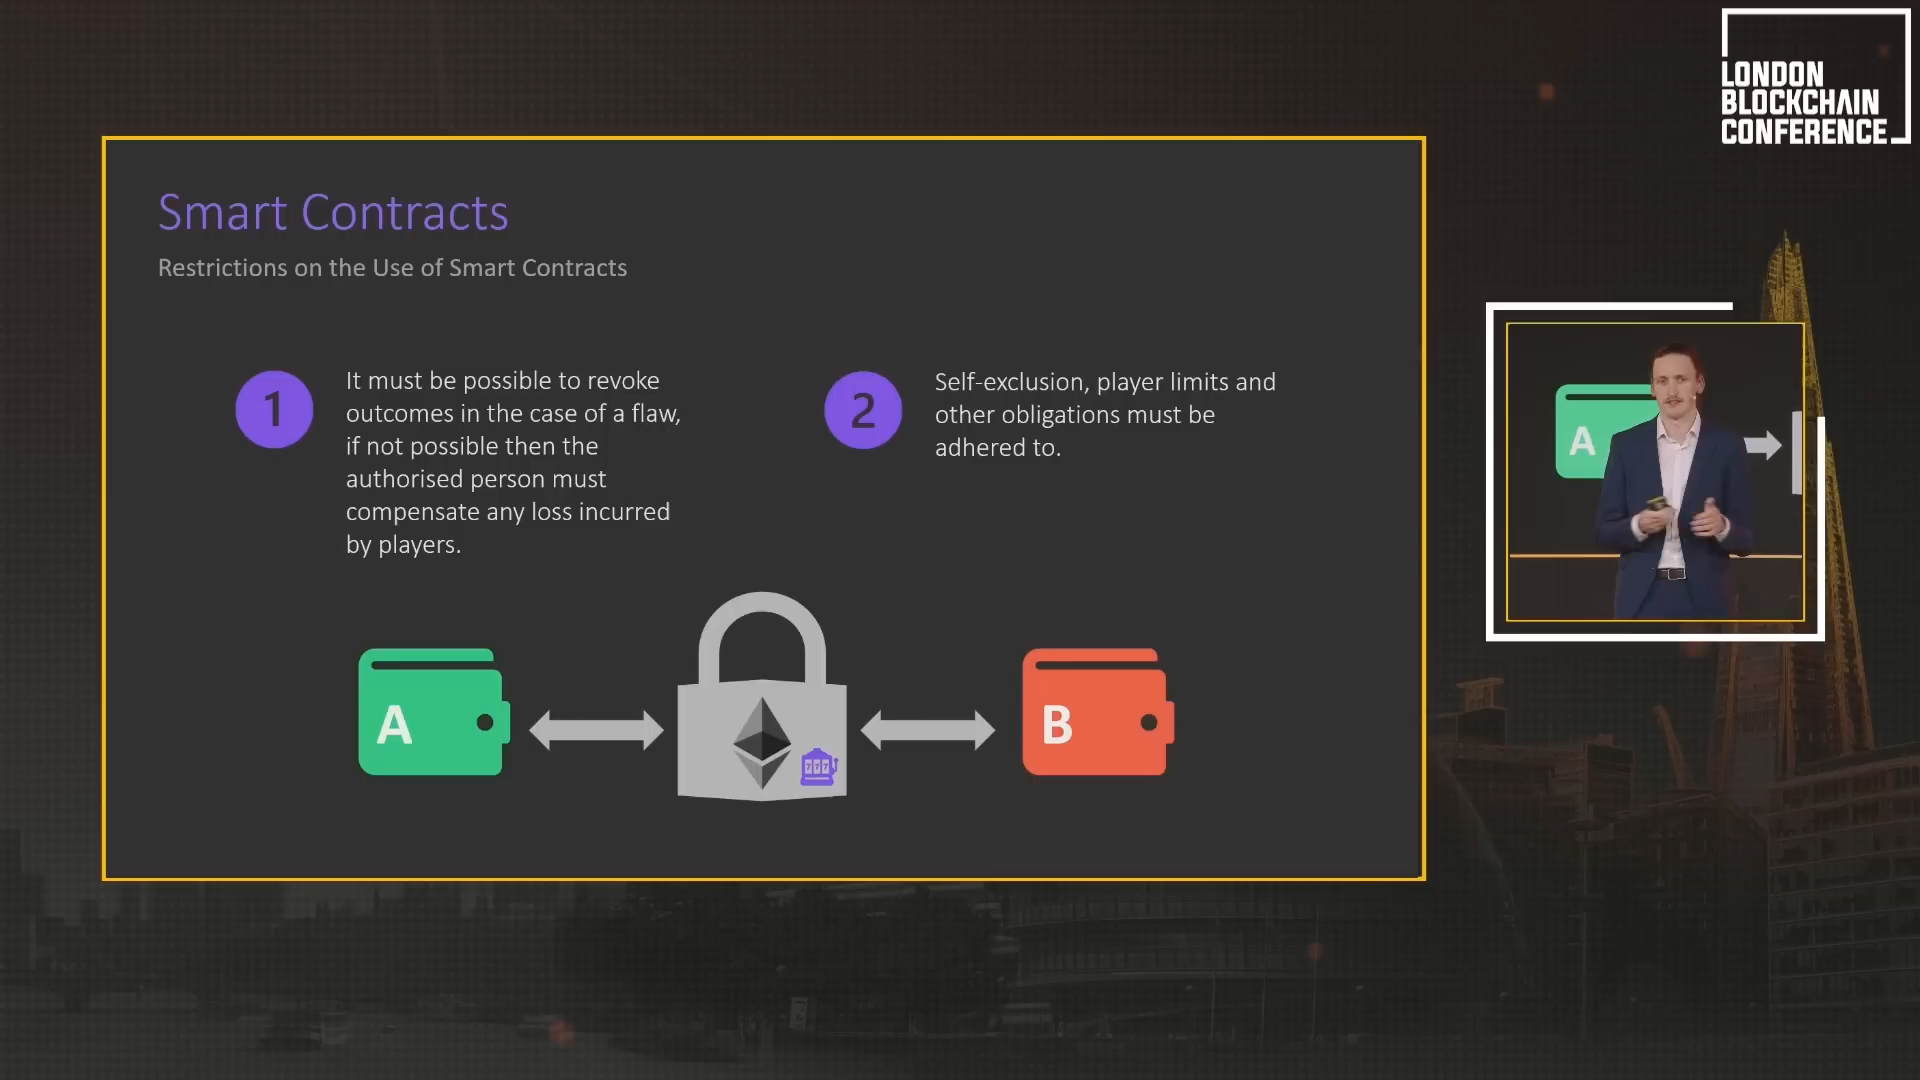 LONDON
BLOCKCHAIN
CONFERENCE
Smart Contracts
Restrictions on the Use of Smart Contracts
1
It must be possible to revoke
outcomes in the case of a flaw,
if not possible then the
authorised person must
compensate any loss incurred
by players.
2
Self-exclusion, player limits and
other obligations must be
adhered to.
A
B
777
A